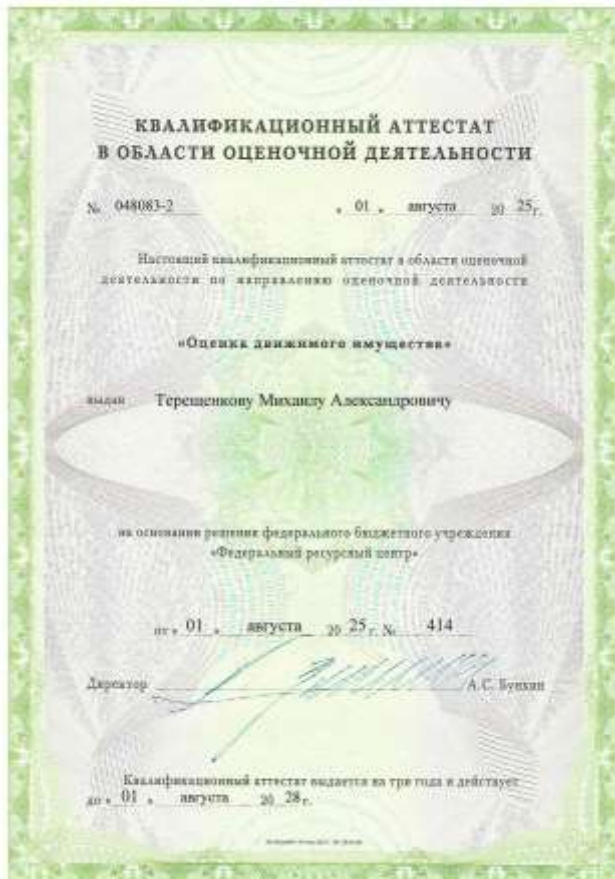 КВАЛИФИКАЦИОННЫЙ АТТЕСТАТ
В ОБЛАСТИ ОЦЕНОЧНОЙ ДЕЯТЕЛЬНОСТИ
№ 048083-2 « 01 » августа 20 25 г.
Настоящий квалификационный аттестат в области оценочной
деятельности по направлению оценочной деятельности
«Оценка движимого имущества»
выдан Терещенкову Михаилу Александровичу
на основании решения федерального бюджетного учреждения
«Федеральный ресурсный центр»
от « 01 » августа 20 25 г. № 414
Директор А.С. Бункин
Квалификационный аттестат выдается на три года и действует
до « 01 » августа 20 28 г.